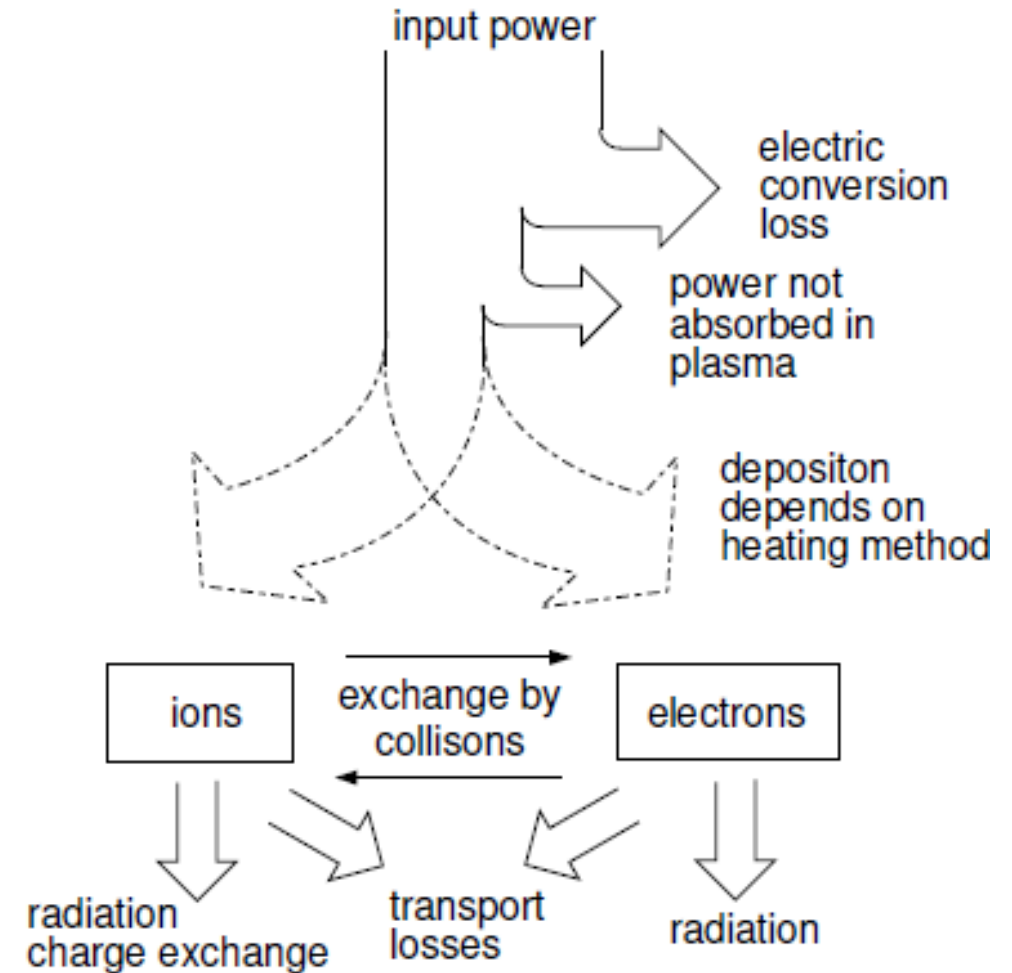 input power
electric
conversion
loss
power not
absorbed in
plasma
depositon
depends on
heating method
ions
exchange by
collisons
electrons
radiation
charge exchange
transport
losses
radiation